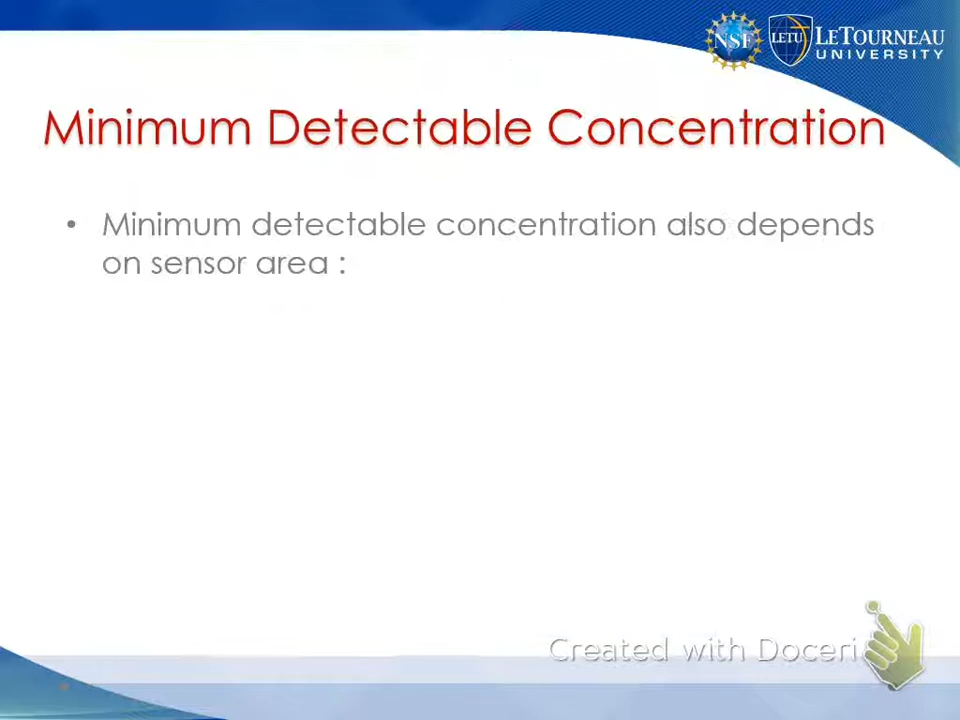 NSF
LETU
LETOURNEAU
UNIVERSITY
Minimum Detectable Concentration
• Minimum detectable concentration also depends
on sensor area :
Created with Doceri